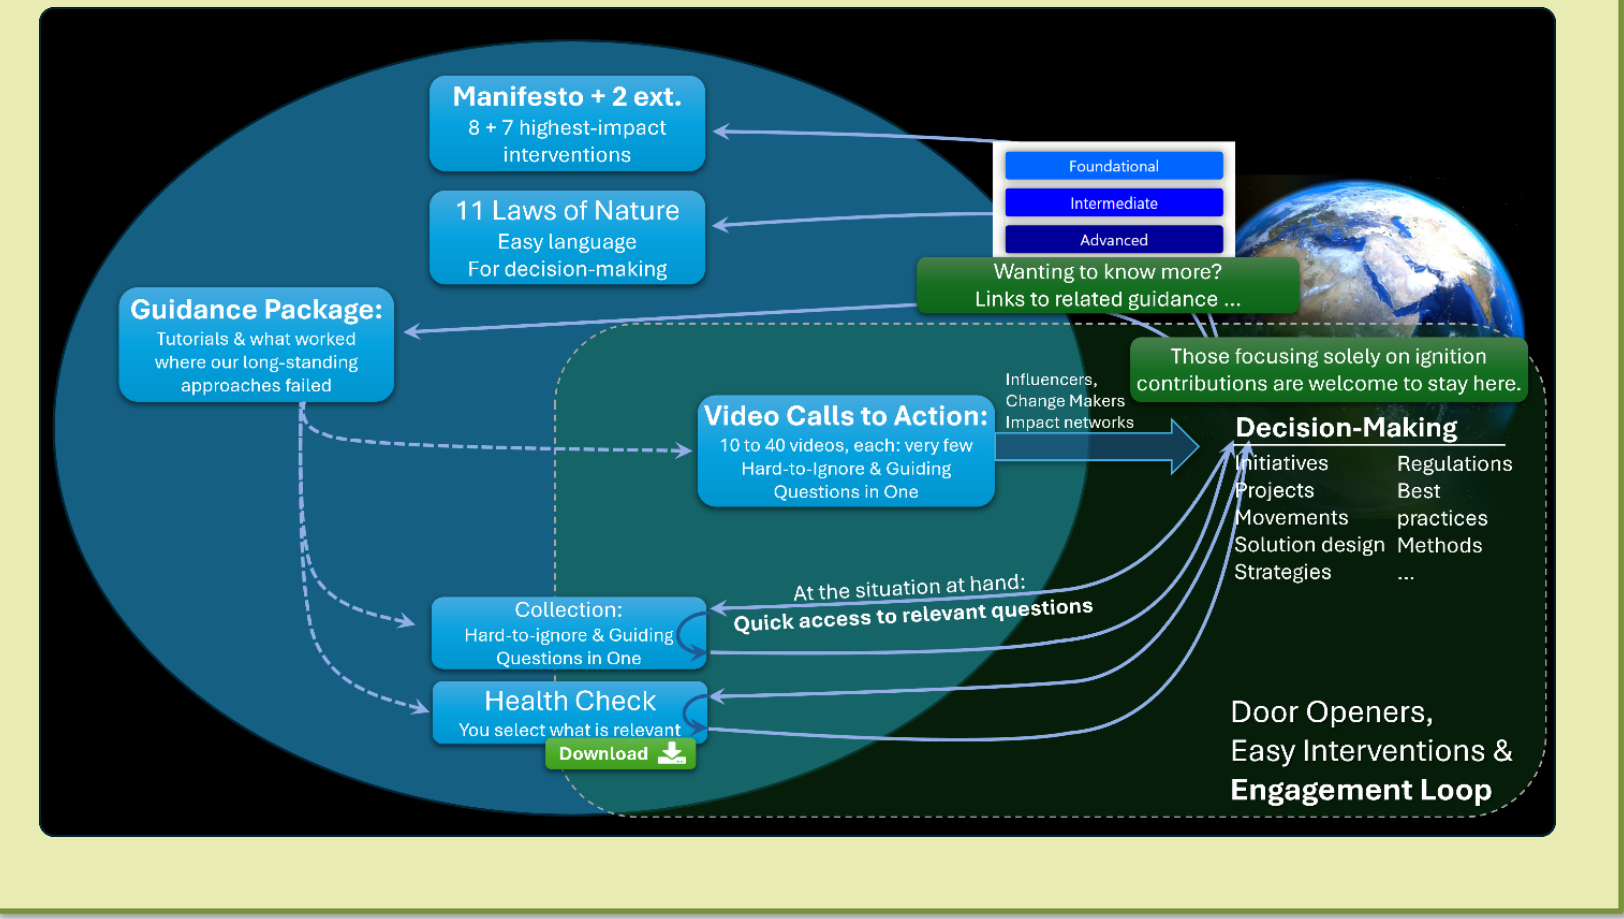 Manifesto + 2 ext.
8 + 7 highest-impact
interventions
11 Laws of Nature
Easy language
For decision-making
Foundational
Intermediate
Advanced
Wanting to know more?
Links to related guidance ...
Guidance Package:
Tutorials & what worked
where our long-standing
approaches failed
Those focusing solely on ignition
contributions are welcome to stay here.
Influencers,
Change Makers
Impact networks
Video Calls to Action:
10 to 40 videos, each: very few
Hard-to-Ignore & Guiding
Questions in One
Decision-Making
Initiatives
Projects
Movements
Solution design
Strategies
Regulations
Best
practices
Methods
...
At the situation at hand:
Quick access to relevant questions
Collection:
Hard-to-ignore & Guiding
Questions in One
Health Check
You select what is relevant
Download
Door Openers,
Easy Interventions &
Engagement Loop